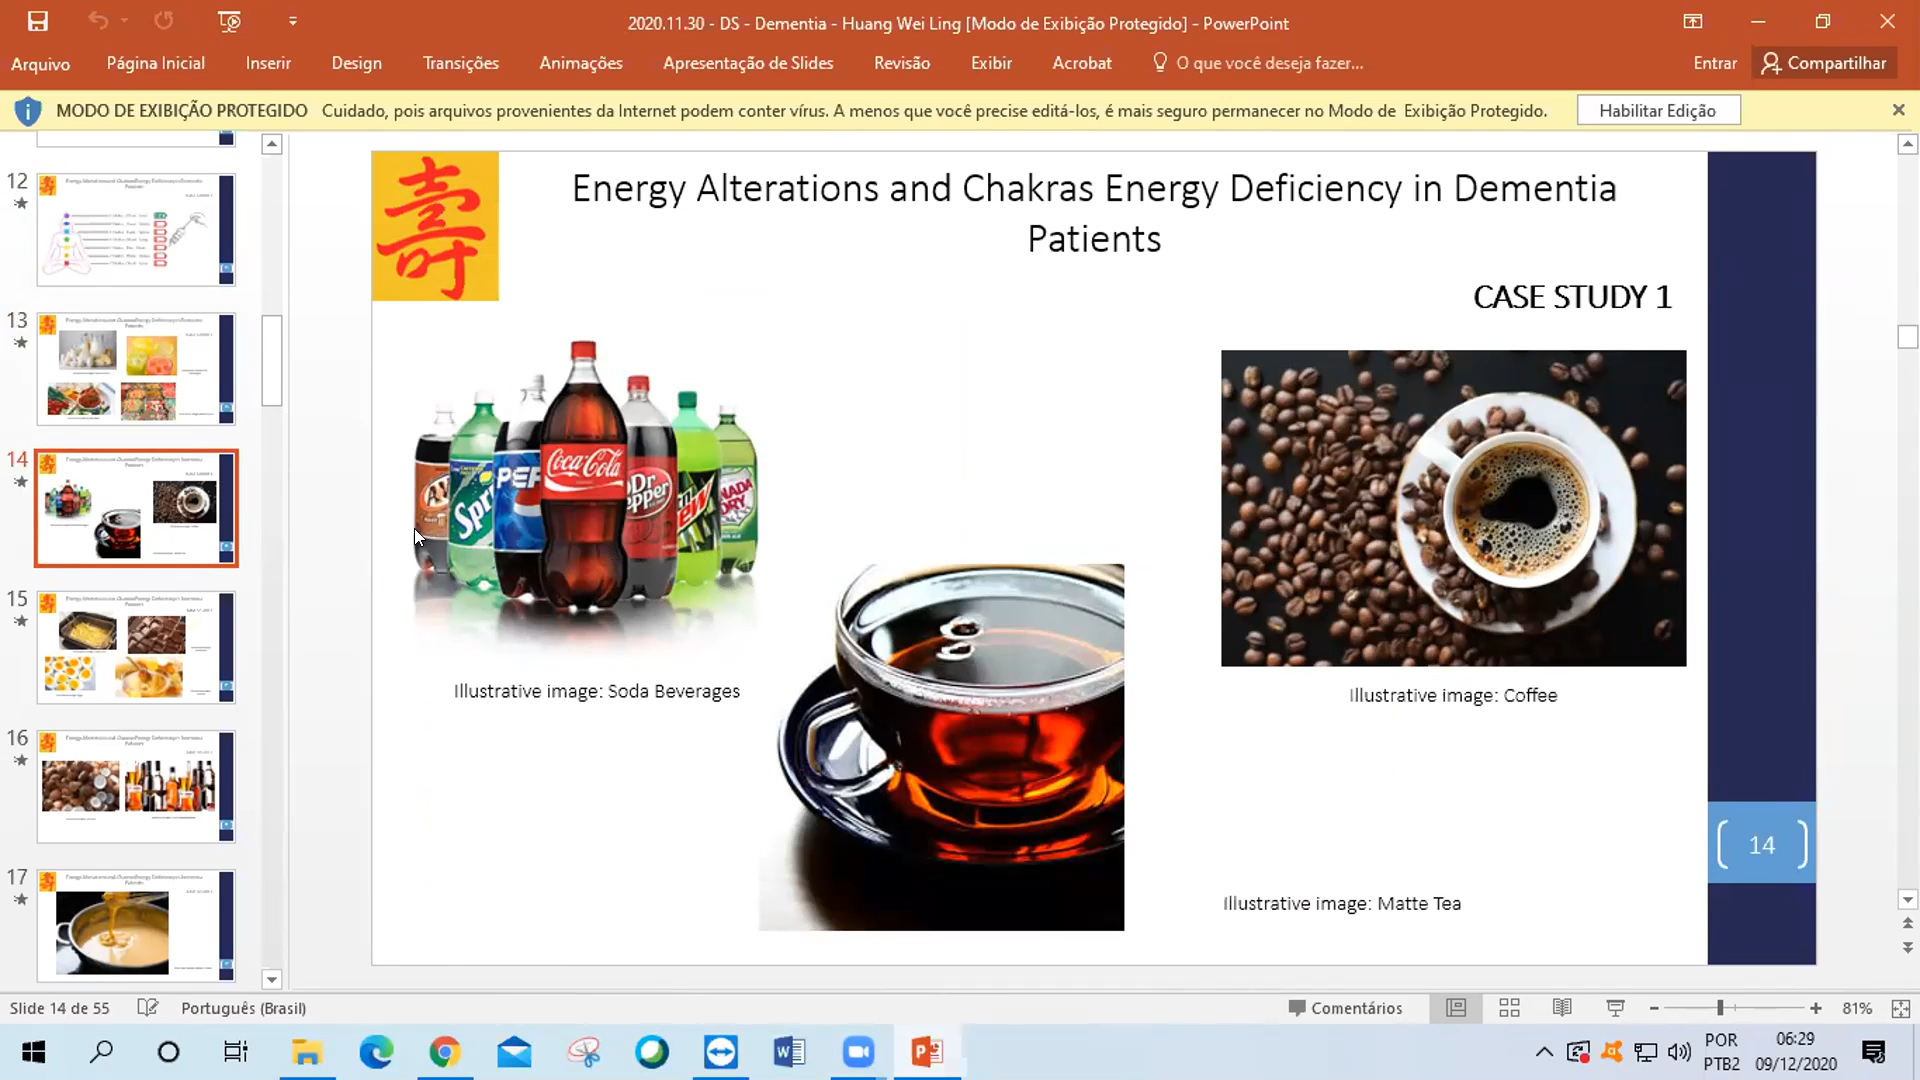 2020.11.30 - DS - Dementia - Huang Wei Ling [Modo de Exibição Protegido] - PowerPoint
Arquivo Página Inicial Inserir Design Transições Animações Apresentação de Slides Revisão Exibir Acrobat O que você deseja fazer... Entrar Compartilhar
MODO DE EXIBIÇÃO PROTEGIDO Cuidado, pois arquivos provenientes da Internet podem conter vírus. A menos que você precise editá-los, é mais seguro permanecer no Modo de Exibição Protegido. Habilitar Edição
12
13
14
15
16
17
壽
Energy Alterations and Chakras Energy Deficiency in Dementia
Patients
CASE STUDY 1
Coca-Cola
Dr Pepper
Illustrative image: Soda Beverages
Illustrative image: Coffee
Illustrative image: Matte Tea
14
Slide 14 de 55 Português (Brasil) Comentários 81%
POR 06:29
PTB2 09/12/2020